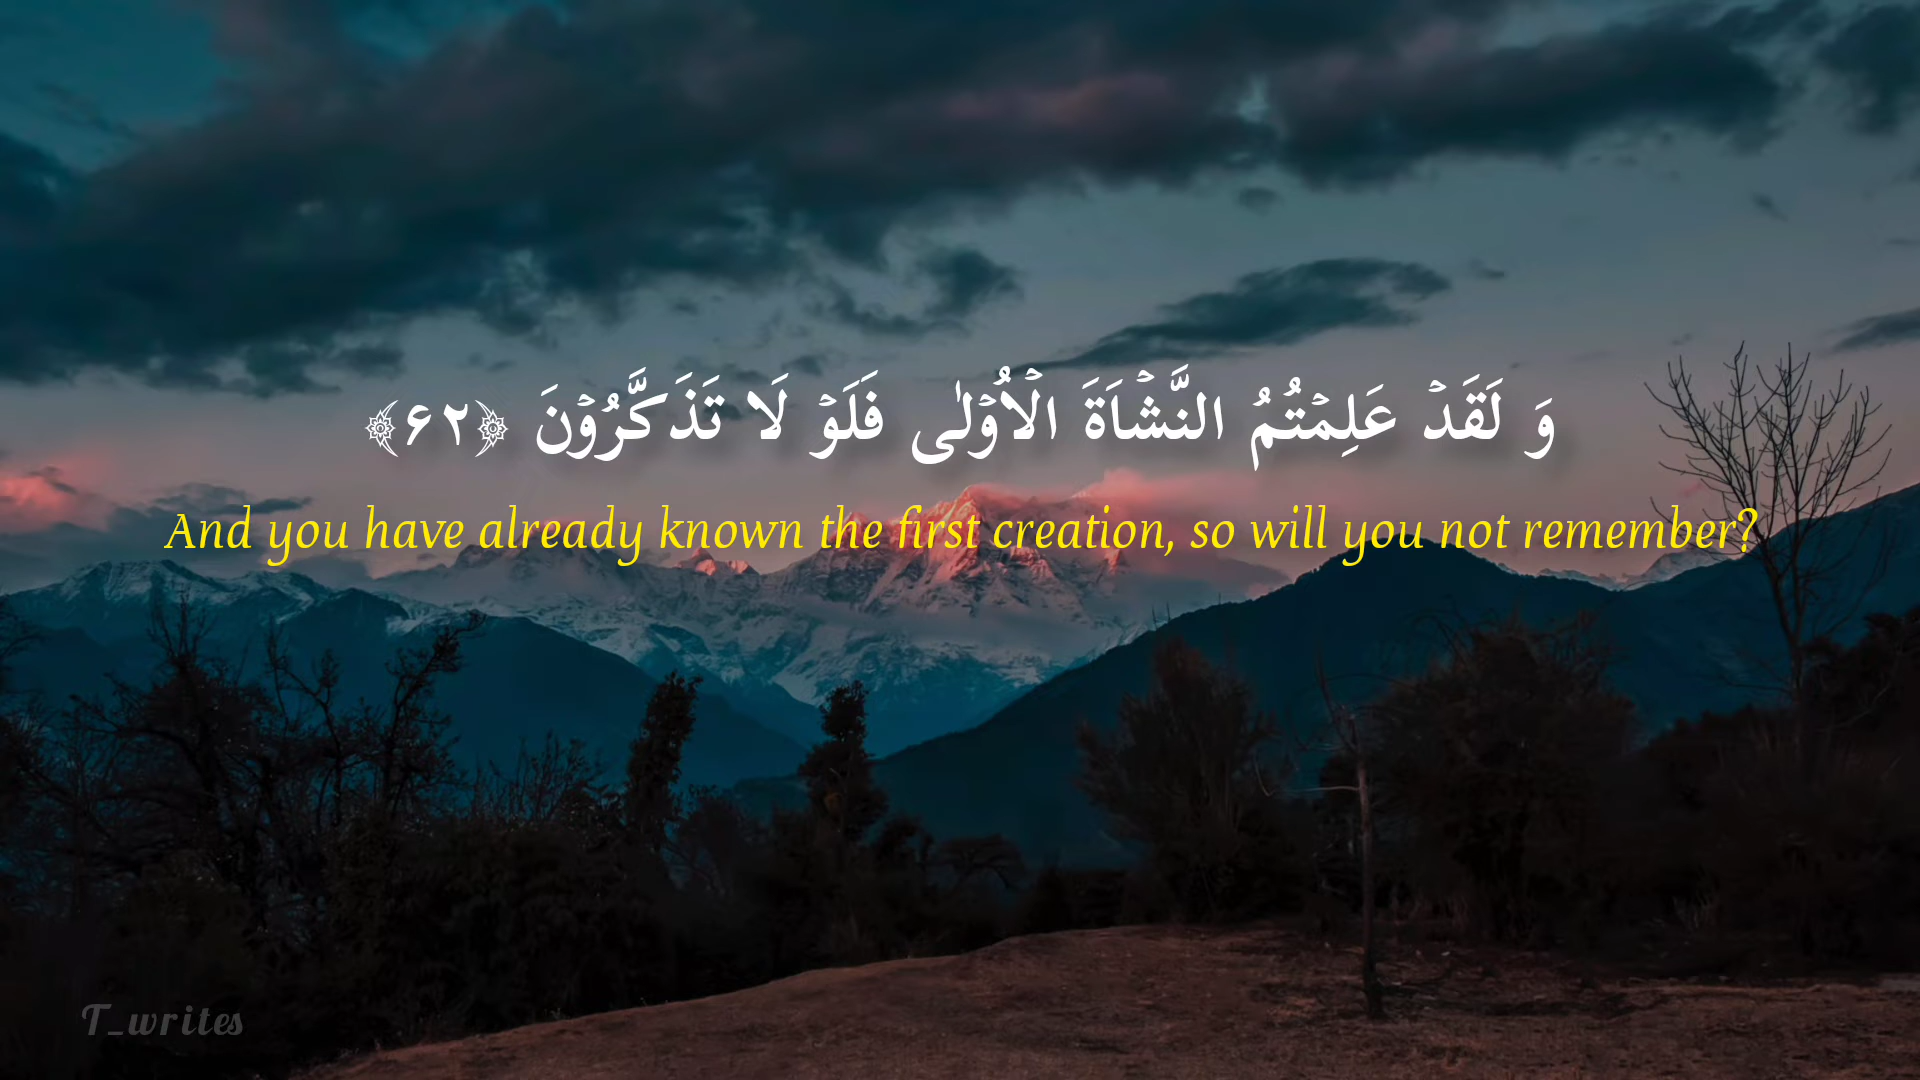 وَ لَقَدۡ عَلِمۡتُمُ النَّشۡاَۃَ الۡاُوۡلٰی فَلَوۡ لَا تَذَکَّرُوۡنَ ﴿۶۲﴾
And you have already known the first creation, so will you not remember?
T_writes